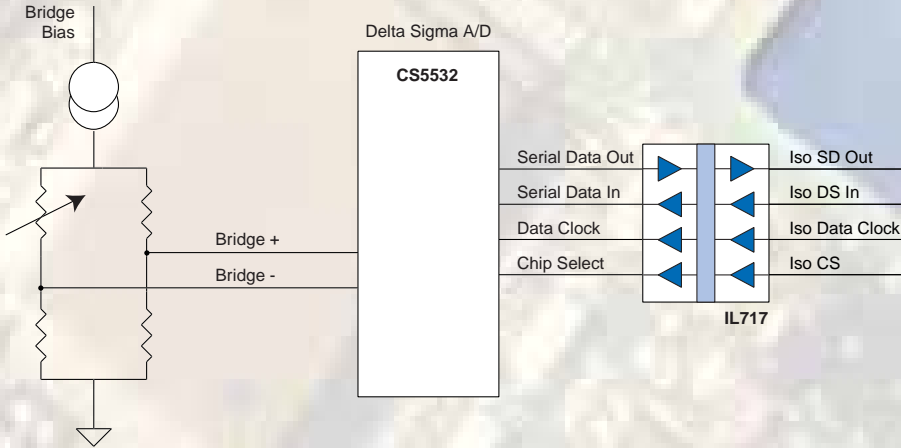 Bridge
Bias
Delta Sigma A/D
CS5532
Serial Data Out
Iso SD Out
Serial Data In
Iso DS In
Bridge +
Data Clock
Iso Data Clock
Bridge -
Chip Select
Iso CS
IL717